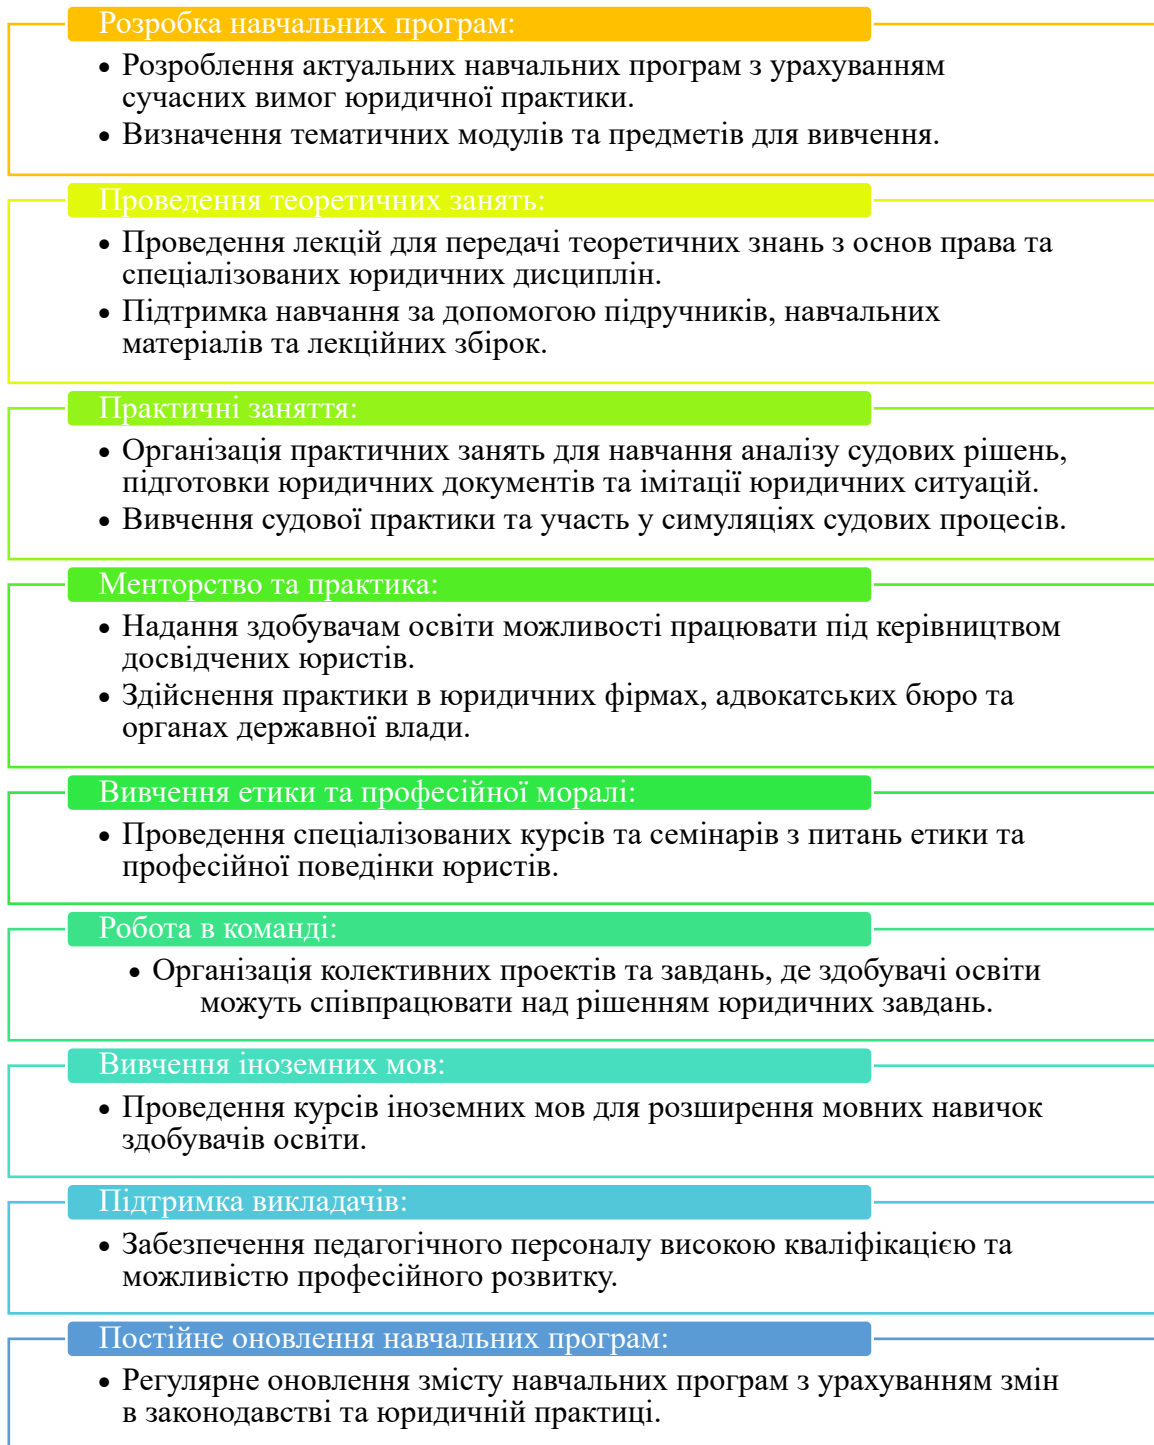 Розробка навчальних програм:
• Розроблення актуальних навчальних програм з урахуванням
сучасних вимог юридичної практики.
• Визначення тематичних модулів та предметів для вивчення.
Проведення теоретичних занять:
• Проведення лекцій для передачі теоретичних знань з основ права та
спеціалізованих юридичних дисциплін.
• Підтримка навчання за допомогою підручників, навчальних
матеріалів та лекційних збірок.
Практичні заняття:
• Організація практичних занять для навчання аналізу судових рішень,
підготовки юридичних документів та імітації юридичних ситуацій.
• Вивчення судової практики та участь у симуляціях судових процесів.
Менторство та практика:
• Надання здобувачам освіти можливості працювати під керівництвом
досвідчених юристів.
• Здійснення практики в юридичних фірмах, адвокатських бюро та
органах державної влади.
Вивчення етики та професійної моралі:
• Проведення спеціалізованих курсів та семінарів з питань етики та
професійної поведінки юристів.
Робота в команді:
• Організація колективних проектів та завдань, де здобувачі освіти
можуть співпрацювати над рішенням юридичних завдань.
Вивчення іноземних мов:
• Проведення курсів іноземних мов для розширення мовних навичок
здобувачів освіти.
Підтримка викладачів:
• Забезпечення педагогічного персоналу високою кваліфікацією та
можливістю професійного розвитку.
Постійне оновлення навчальних програм:
• Регулярне оновлення змісту навчальних програм з урахуванням змін
в законодавстві та юридичній практиці.